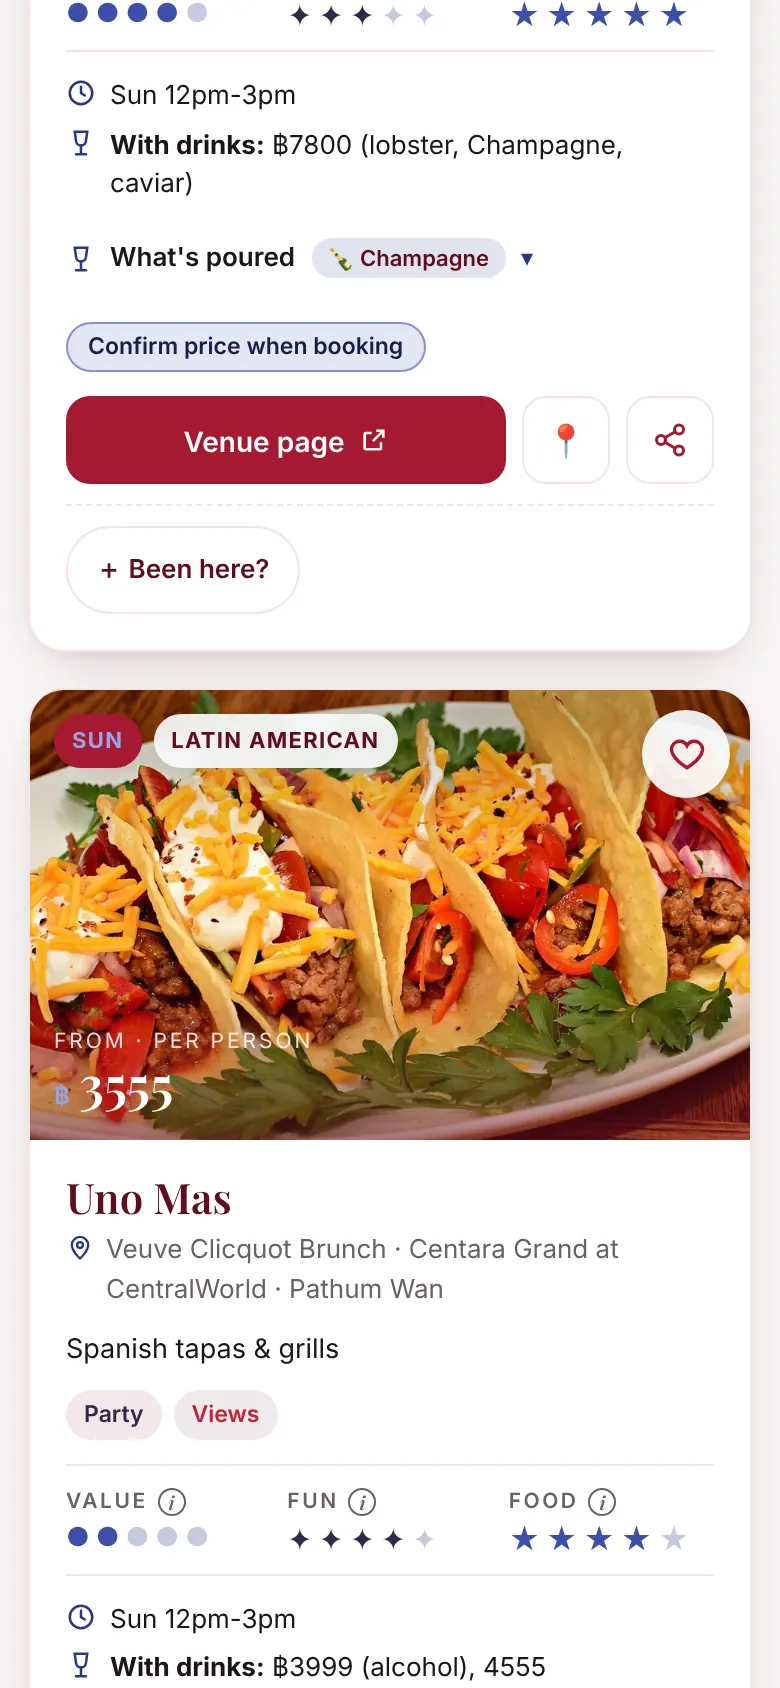 Sun 12pm-3pm
With drinks: ฿7800 (lobster, Champagne,
caviar)
What's poured 🍾 Champagne ▼
Confirm price when booking
Venue page
+ Been here?
SUN LATIN AMERICAN
FROM · PER PERSON
฿ 3555
Uno Mas
Veuve Clicquot Brunch · Centara Grand at
CentralWorld · Pathum Wan
Spanish tapas & grills
Party Views
VALUE i FUN i FOOD i
Sun 12pm-3pm
With drinks: ฿3999 (alcohol), 4555